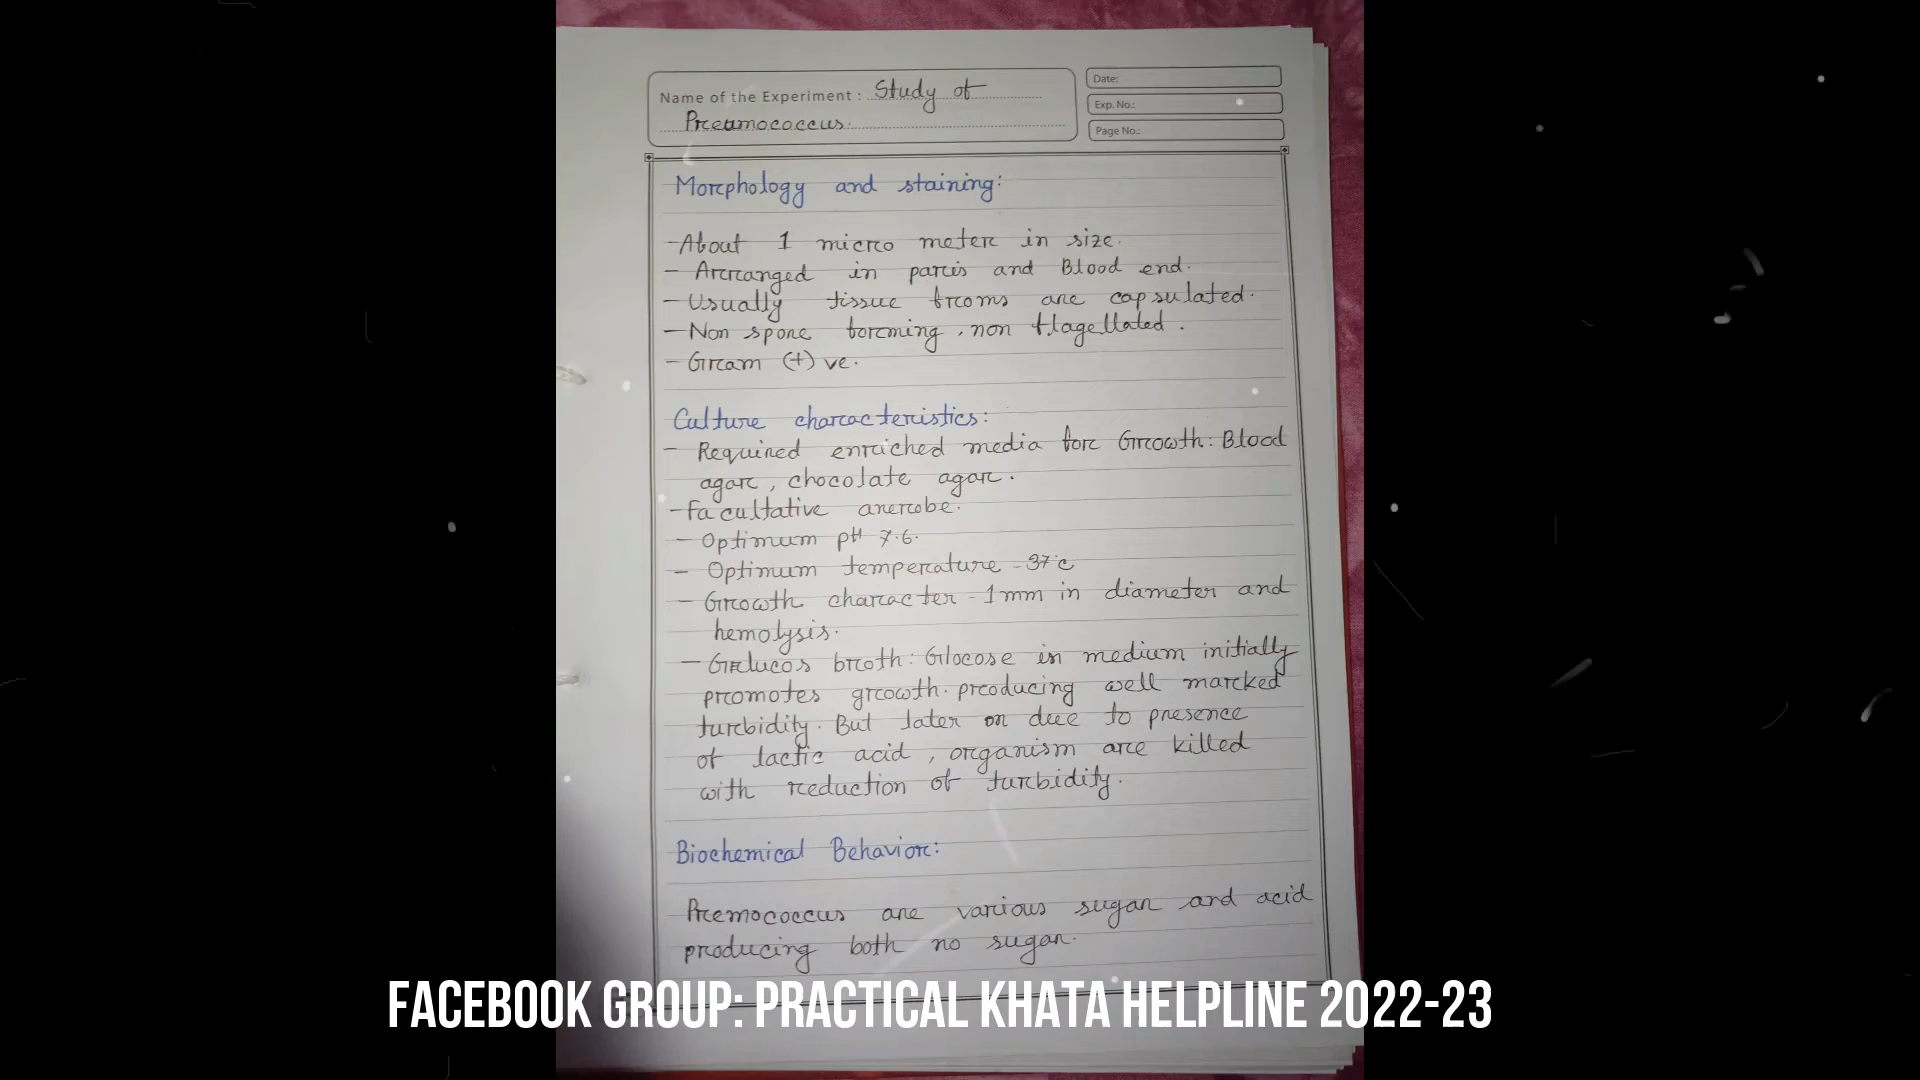 Name of the Experiment : Study of
Pneumococcus.
Date:
Exp. No.:
Page No.:
Morphology and staining:
- About 1 micro meter in size.
- Arranged in paris and Blood end.
- Usually tissue froms are capsulated.
- Non spore forming, non flagellated.
- Gram (+) ve.
Culture characteristics:
- Required enriched media for Growth: Blood
agar, chocolate agar.
- Facultative anerobe.
- Optimum pH 7.6.
- Optimum temperature - 37°c
- Growth character - 1mm in diameter and
hemolysis.
- Glucos broth: Glocose in medium initially
promotes growth. producing well marked
turbidity. But later on due to presence
of lactic acid, organism are killed
with reduction of turbidity.
Biochemical Behavior:
Pnemococcus are various sugar and acid
producing both no sugar.
FACEBOOK GROUP: PRACTICAL KHATA HELPLINE 2022-23